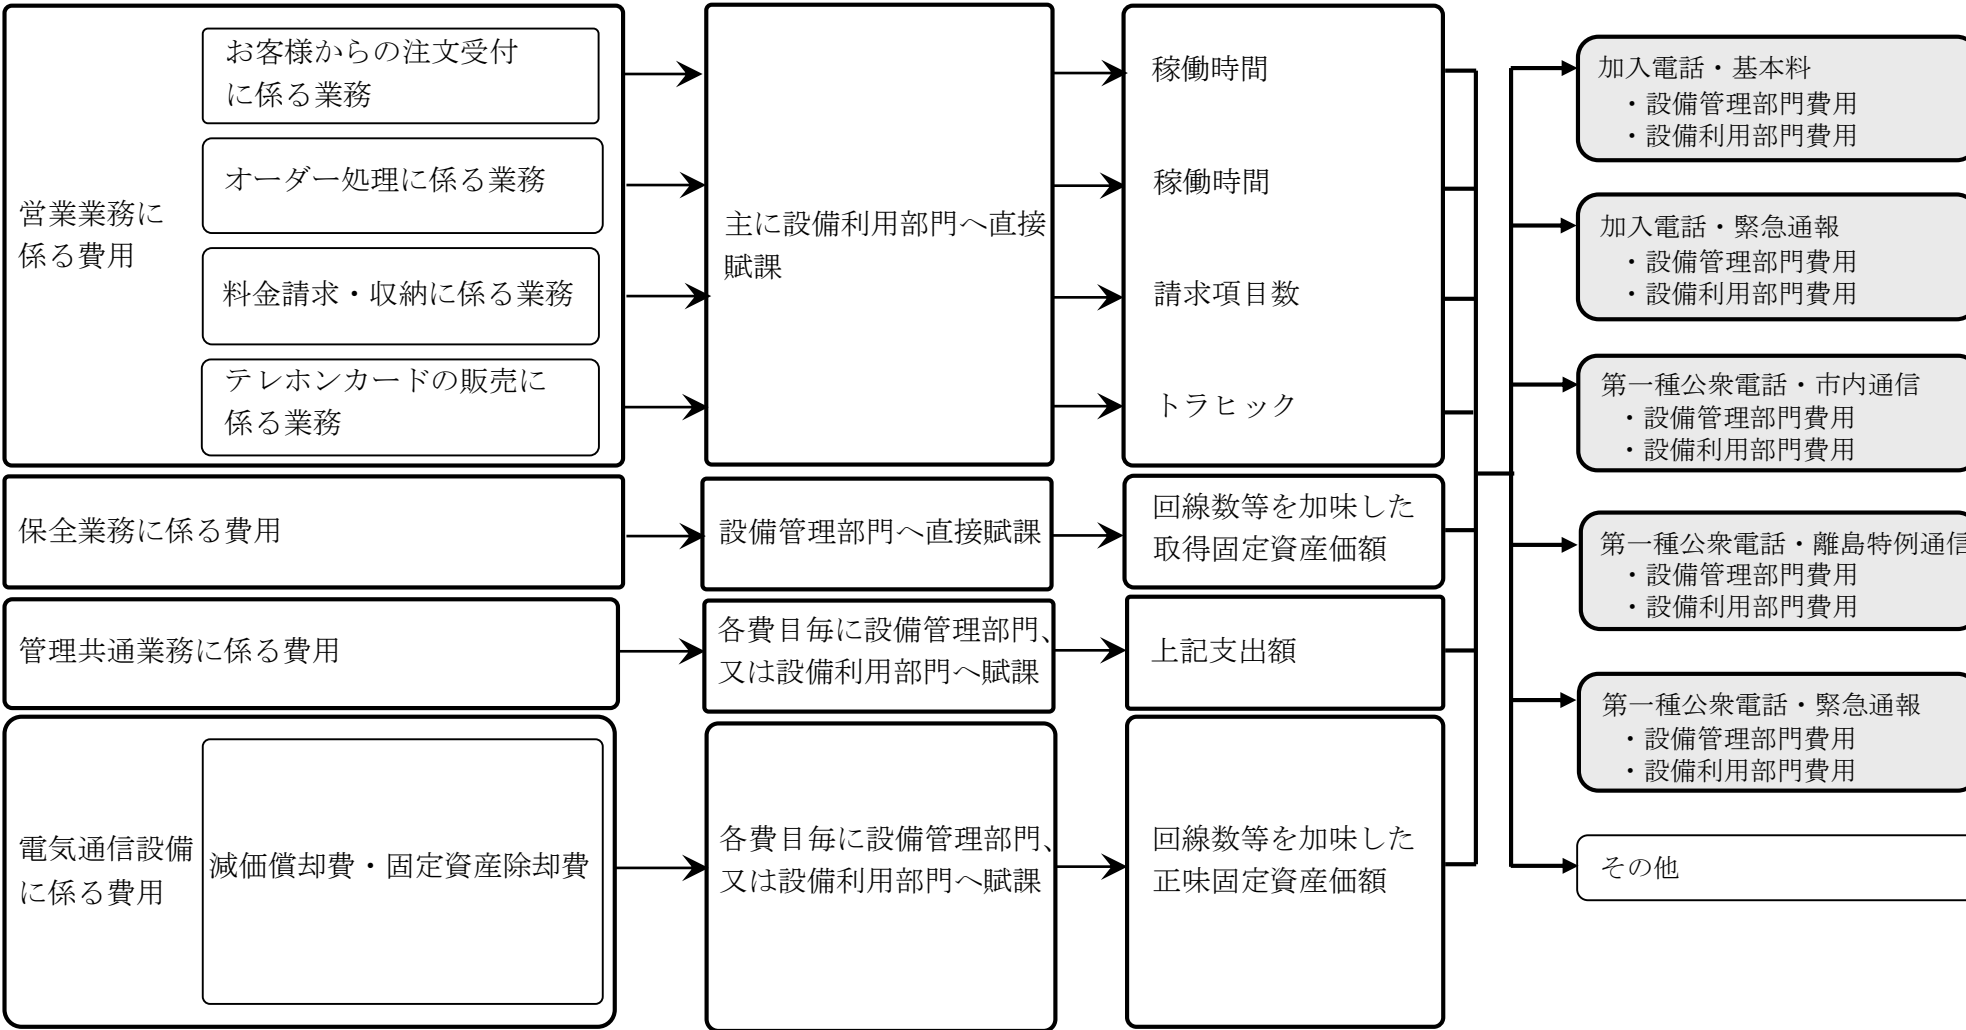 営業業務に
係る費用
お客様からの注文受付
に係る業務
オーダー処理に係る業務
料金請求・収納に係る業務
テレホンカードの販売に
係る業務
主に設備利用部門へ直接
賦課
稼働時間
稼働時間
請求項目数
トラヒック
保全業務に係る費用
設備管理部門へ直接賦課
回線数等を加味した
取得固定資産価額
管理共通業務に係る費用
各費目毎に設備管理部門、
又は設備利用部門へ賦課
上記支出額
電気通信設備
に係る費用
減価償却費・固定資産除却費
各費目毎に設備管理部門、
又は設備利用部門へ賦課
回線数等を加味した
正味固定資産価額
加入電話・基本料
・設備管理部門費用
・設備利用部門費用
加入電話・緊急通報
・設備管理部門費用
・設備利用部門費用
第一種公衆電話・市内通信
・設備管理部門費用
・設備利用部門費用
第一種公衆電話・離島特例通信
・設備管理部門費用
・設備利用部門費用
第一種公衆電話・緊急通報
・設備管理部門費用
・設備利用部門費用
その他